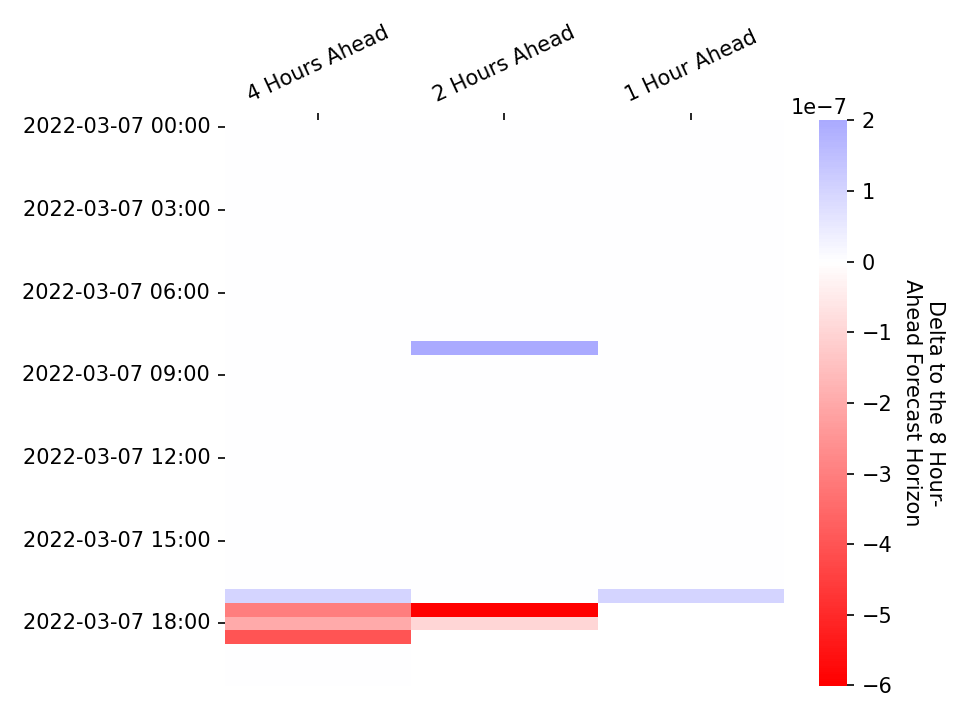 4 Hours Ahead
2 Hours Ahead
1 Hour Ahead
1e−7
2022-03-07 00:00
2022-03-07 03:00
2022-03-07 06:00
2022-03-07 09:00
2022-03-07 12:00
2022-03-07 15:00
2022-03-07 18:00
2
1
0
−1
−2
−3
−4
−5
−6
Delta to the 8 Hour-
Ahead Forecast Horizon